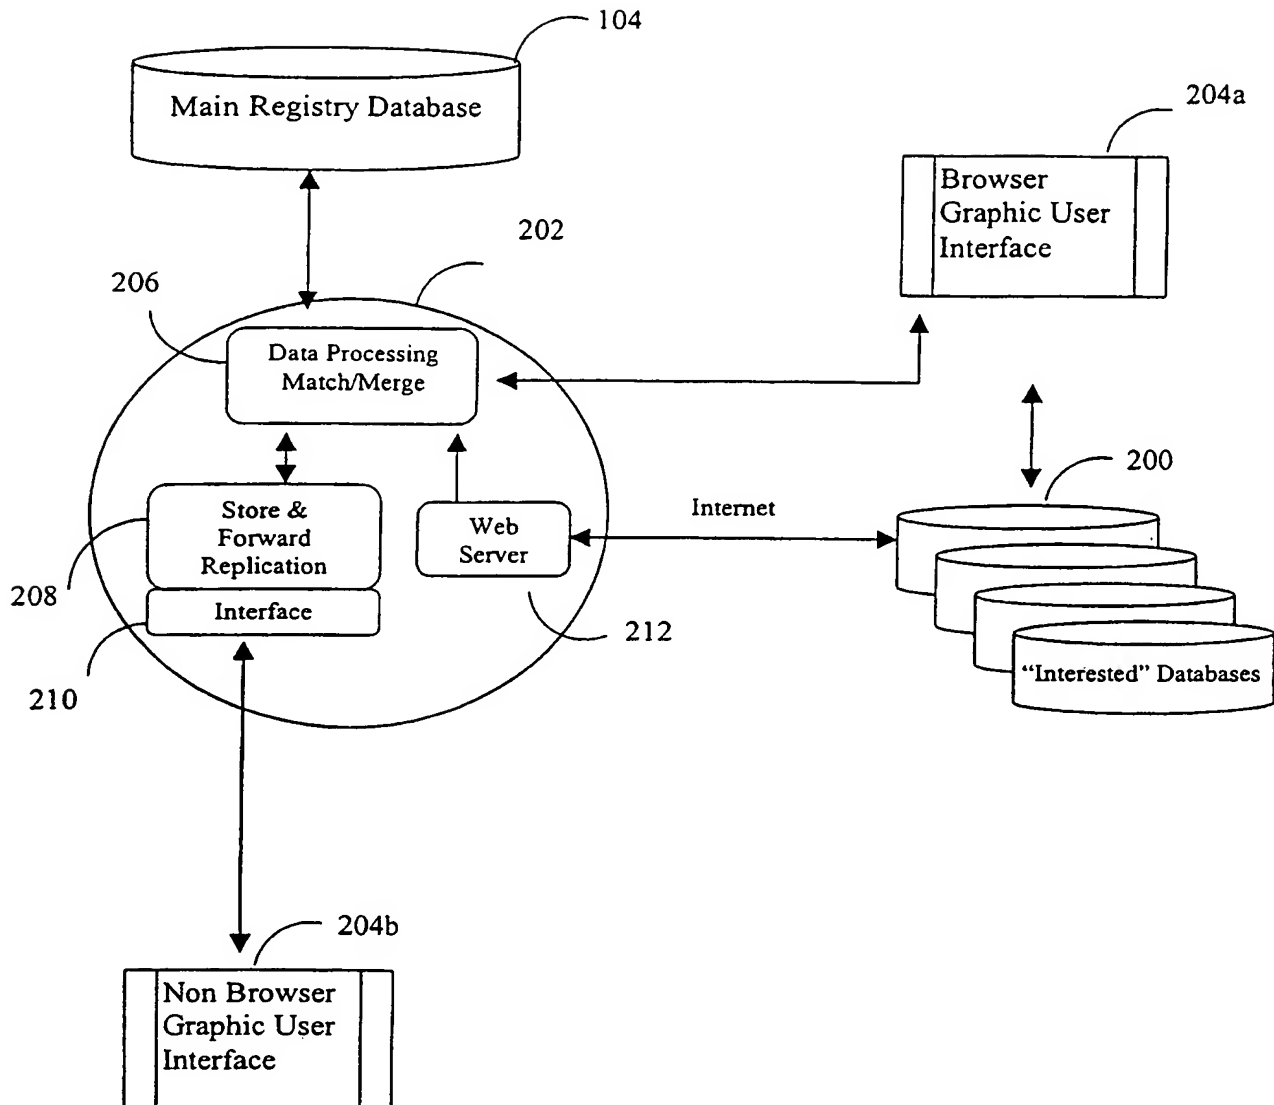 104
Main Registry Database
204a
Browser
Graphic User
Interface
202
206
Data Processing
Match/Merge
200
Store &
Forward
Replication
Web
Server
Internet
208
Interface
212
210
“Interested” Databases
204b
Non Browser
Graphic User
Interface